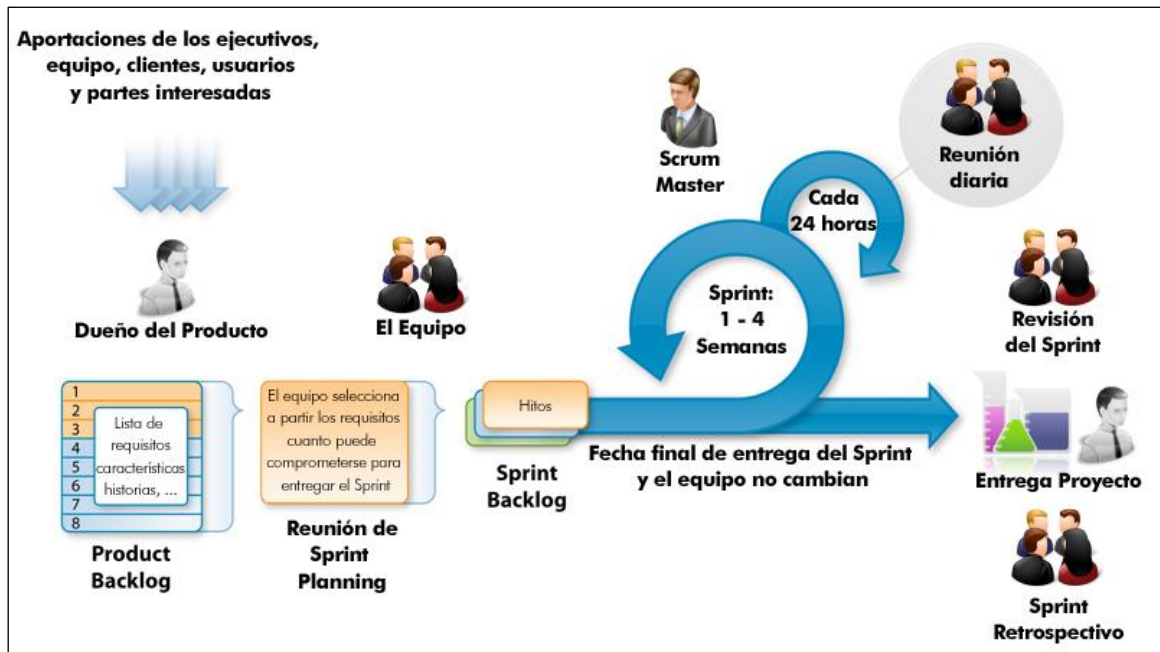 Aportaciones de los ejecutivos,
equipo, clientes, usuarios
y partes interesadas
Dueño del Producto
El Equipo
Scrum
Master
Cada
24 horas
Reunión
diaria
Sprint:
1 - 4
Semanas
Revisión
del Sprint
1
2
3
4
5
6
7
8
Lista de
requisitos
características
historias, ...
Product
Backlog
El equipo selecciona
a partir los requisitos
cuanto puede
comprometerse para
entregar el Sprint
Reunión de
Sprint
Planning
Hitos
Sprint
Backlog
Fecha final de entrega del Sprint
y el equipo no cambian
Entrega Proyecto
Sprint
Retrospectivo